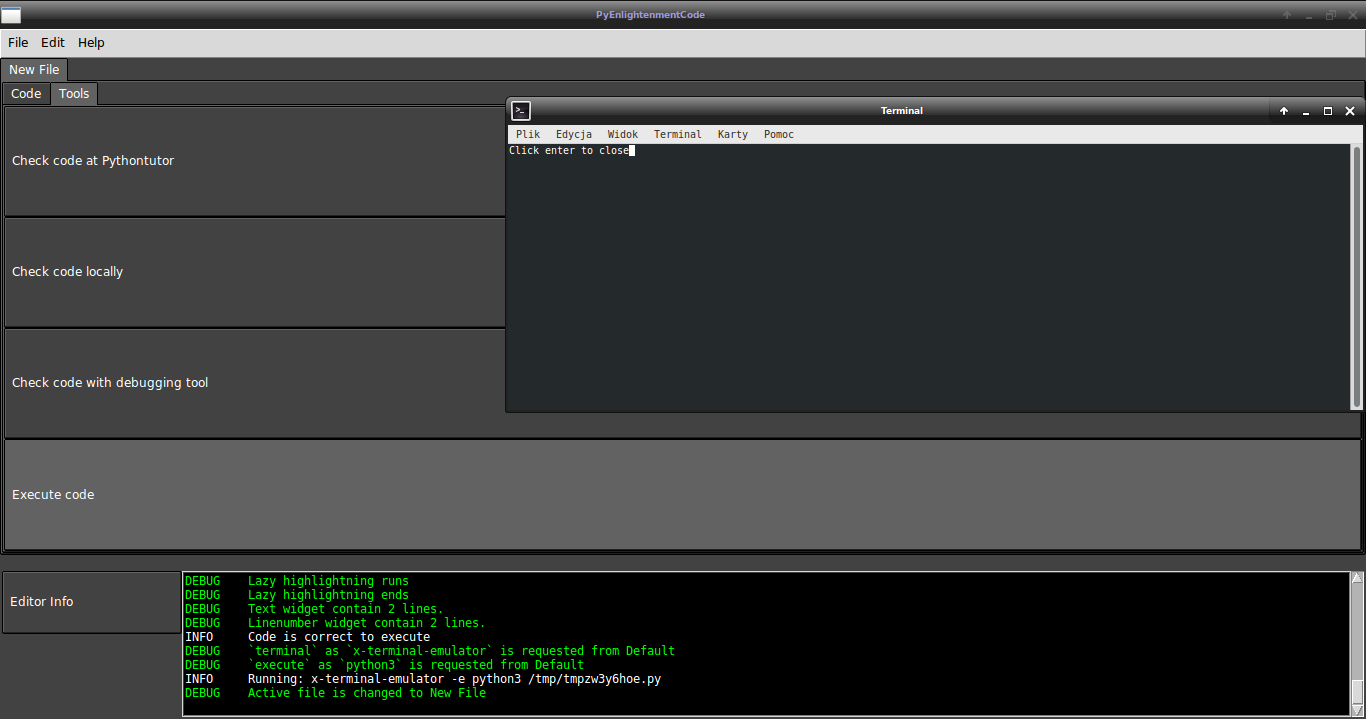 PyEnlightenmentCode
File Edit Help
New File
Code Tools
Check code at Pythontutor
Check code locally
Check code with debugging tool
Execute code
Terminal
Plik Edycja Widok Terminal Karty Pomoc
Click enter to close
Editor Info
DEBUG Lazy highlightning runs
DEBUG Lazy highlightning ends
DEBUG Text widget contain 2 lines.
DEBUG Linenumber widget contain 2 lines.
INFO Code is correct to execute
DEBUG `terminal` as `x-terminal-emulator` is requested from Default
DEBUG `execute` as `python3` is requested from Default
INFO Running: x-terminal-emulator -e python3 /tmp/tmpzw3y6hoe.py
DEBUG Active file is changed to New File